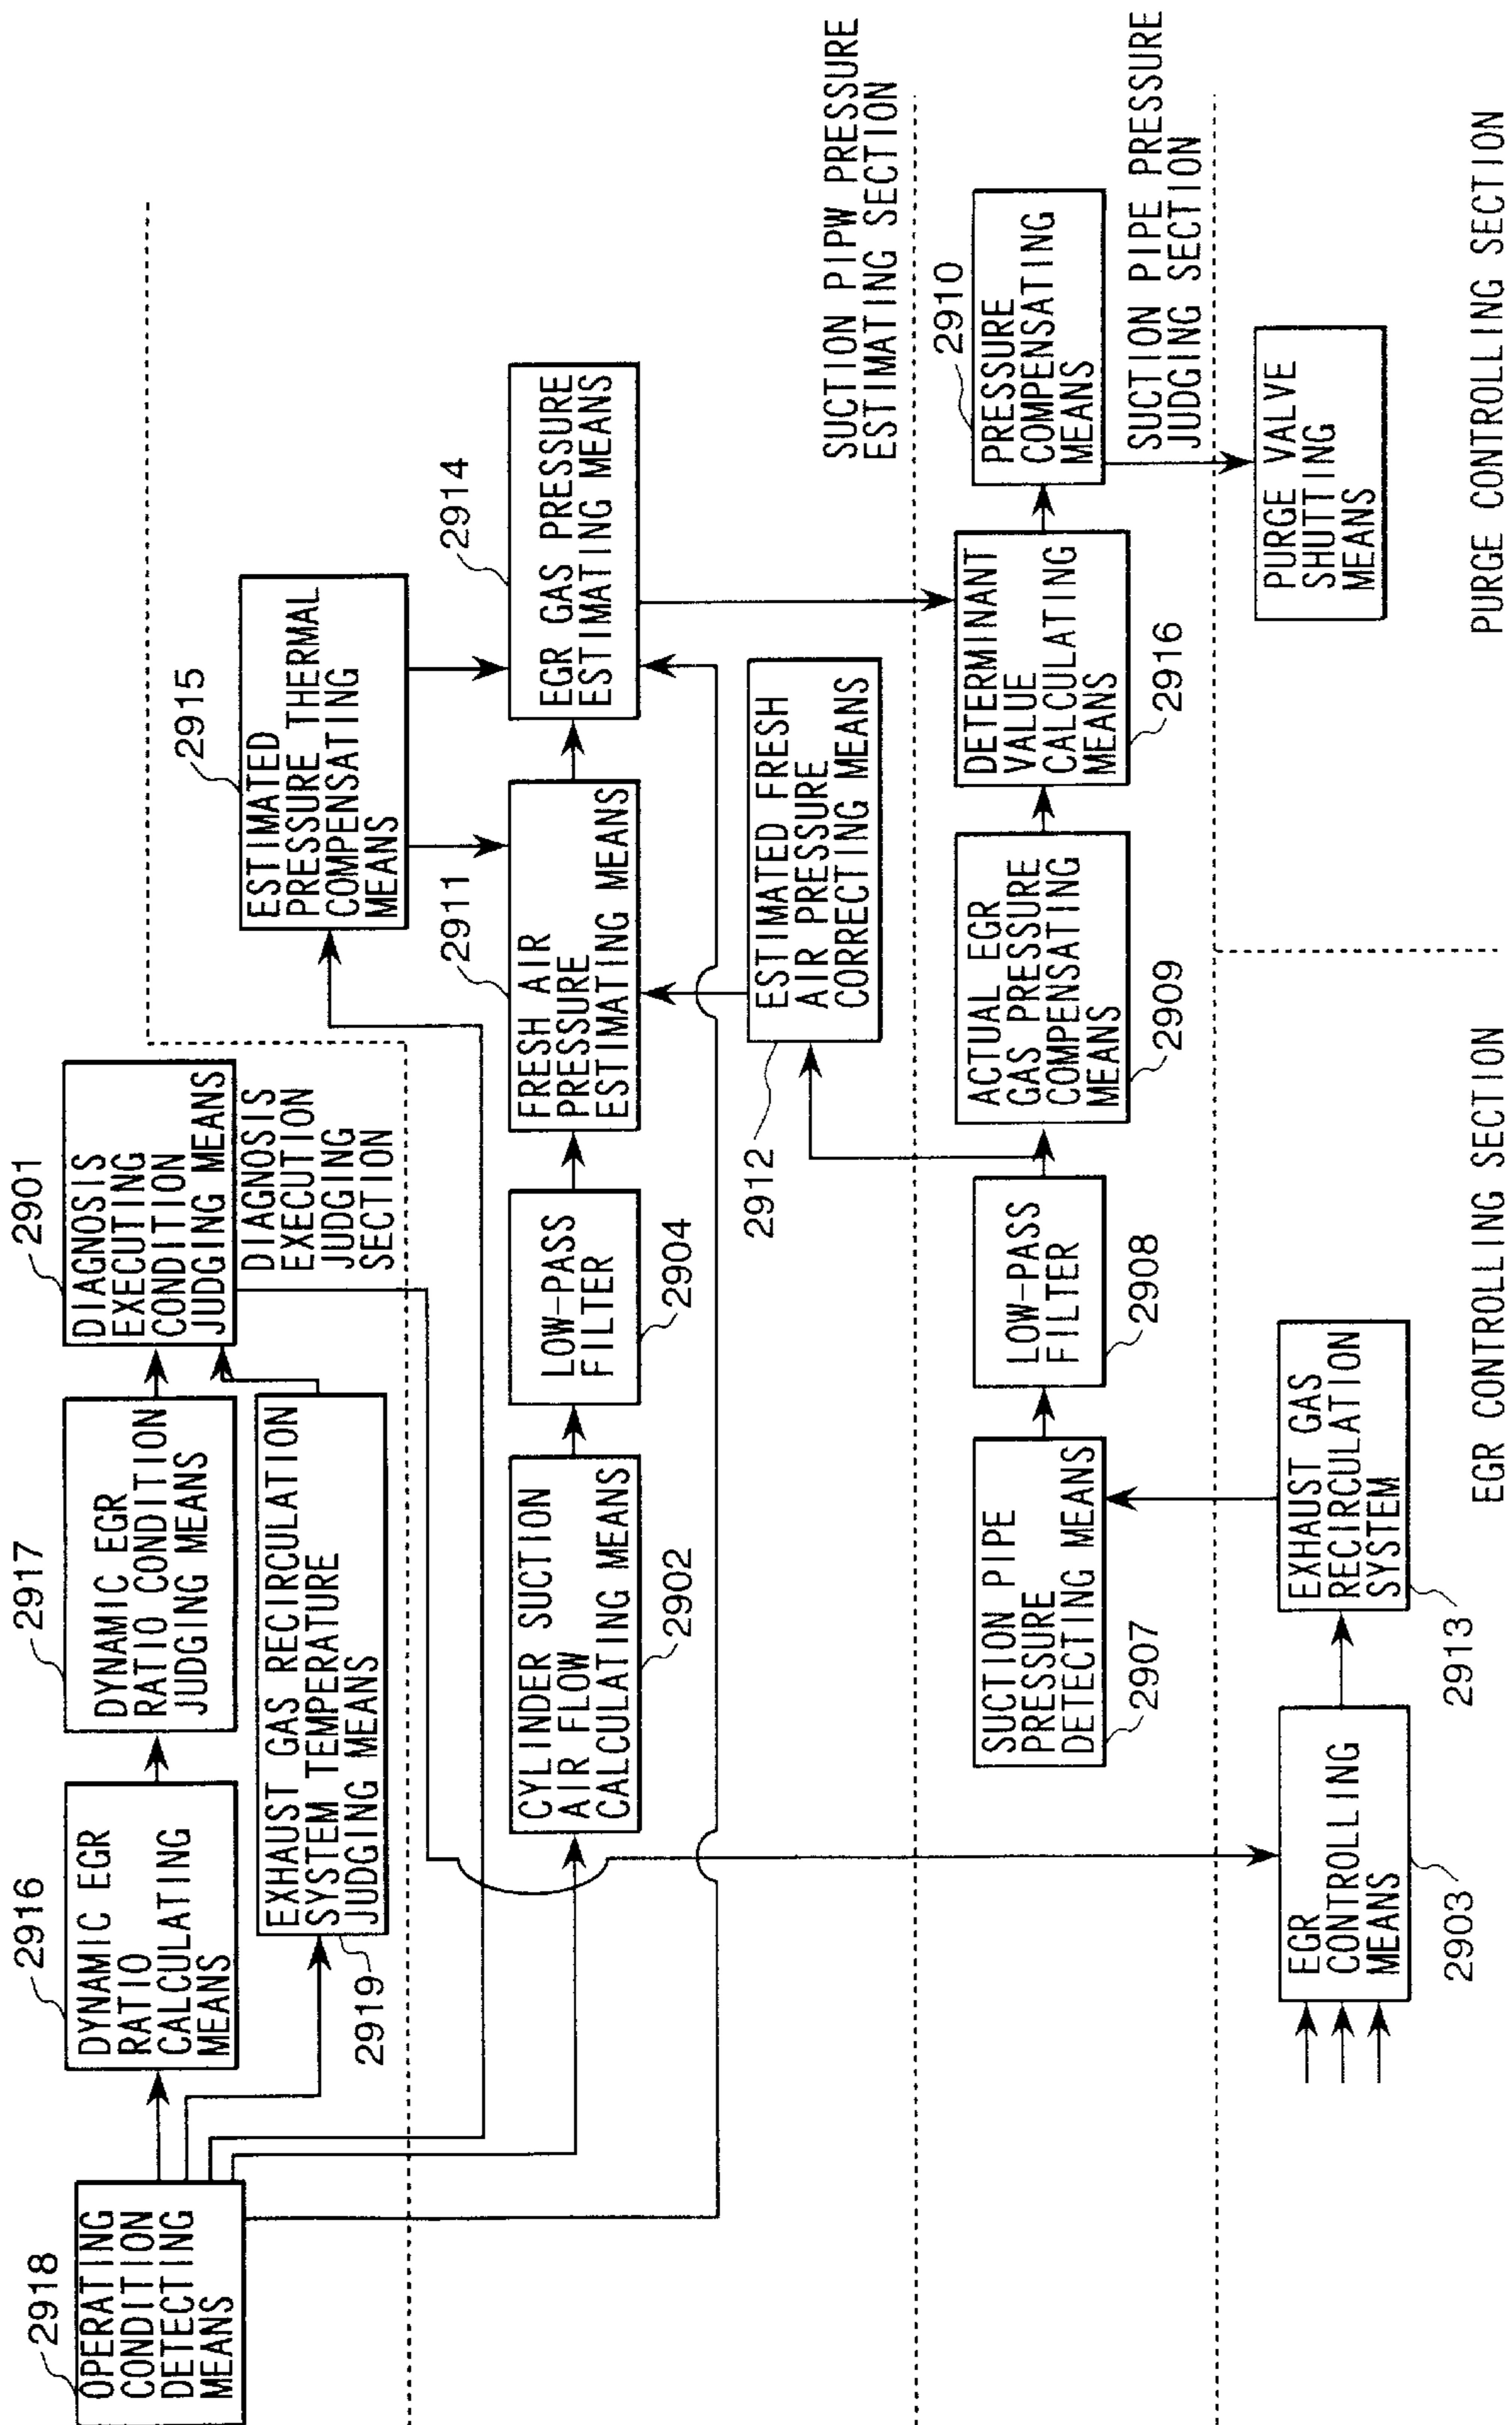 2918
OPERATING
CONDITION
DETECTING
MEANS
2916
DYNAMIC EGR
RATIO
CALCULATING
MEANS
2917
DYNAMIC EGR
RATIO CONDITION
JUDGING MEANS
2901
DIAGNOSIS
EXECUTING
CONDITION
JUDGING MEANS
DIAGNOSIS
EXECUTION
JUDGING
SECTION
EXHAUST GAS RECIRCULATION
SYSTEM TEMPERATURE
JUDGING MEANS
2919
2915
ESTIMATED
PRESSURE THERMAL
COMPENSATING
MEANS
CYLINDER SUCTION
AIR FLOW
CALCULATING MEANS
2902
LOW-PASS
FILTER
2904
2911
FRESH AIR
PRESSURE
ESTIMATING MEANS
2914
EGR GAS PRESSURE
ESTIMATING MEANS
2912
ESTIMATED FRESH
AIR PRESSURE
CORRECTING MEANS
SUCTION PIPW PRESSURE
ESTIMATING SECTION
SUCTION PIPE
PRESSURE
DETECTING MEANS
2907
LOW-PASS
FILTER
2908
ACTUAL EGR
GAS PRESSURE
COMPENSATING
MEANS
2909
DETERMINANT
VALUE
CALCULATING
MEANS
2916
2910
PRESSURE
COMPENSATING
MEANS
SUCTION PIPE PRESSURE
JUDGING SECTION
EGR
CONTROLLING
MEANS
2903
EXHAUST GAS
RECIRCULATION
SYSTEM
2913
EGR CONTROLLING SECTION
PURGE VALVE
SHUTTING
MEANS
PURGE CONTROLLING SECTION